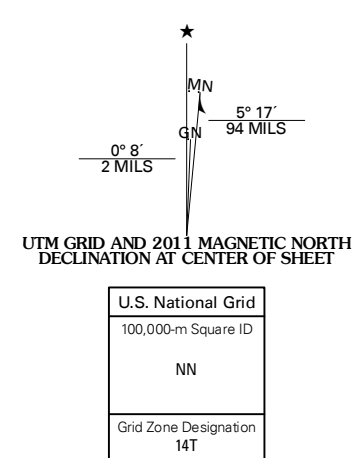 ★
MN
5° 17´
94 MILS
GN
0° 8´
2 MILS
UTM GRID AND 2011 MAGNETIC NORTH
DECLINATION AT CENTER OF SHEET
U.S. National Grid
100,000-m Square ID
NN
Grid Zone Designation
14T